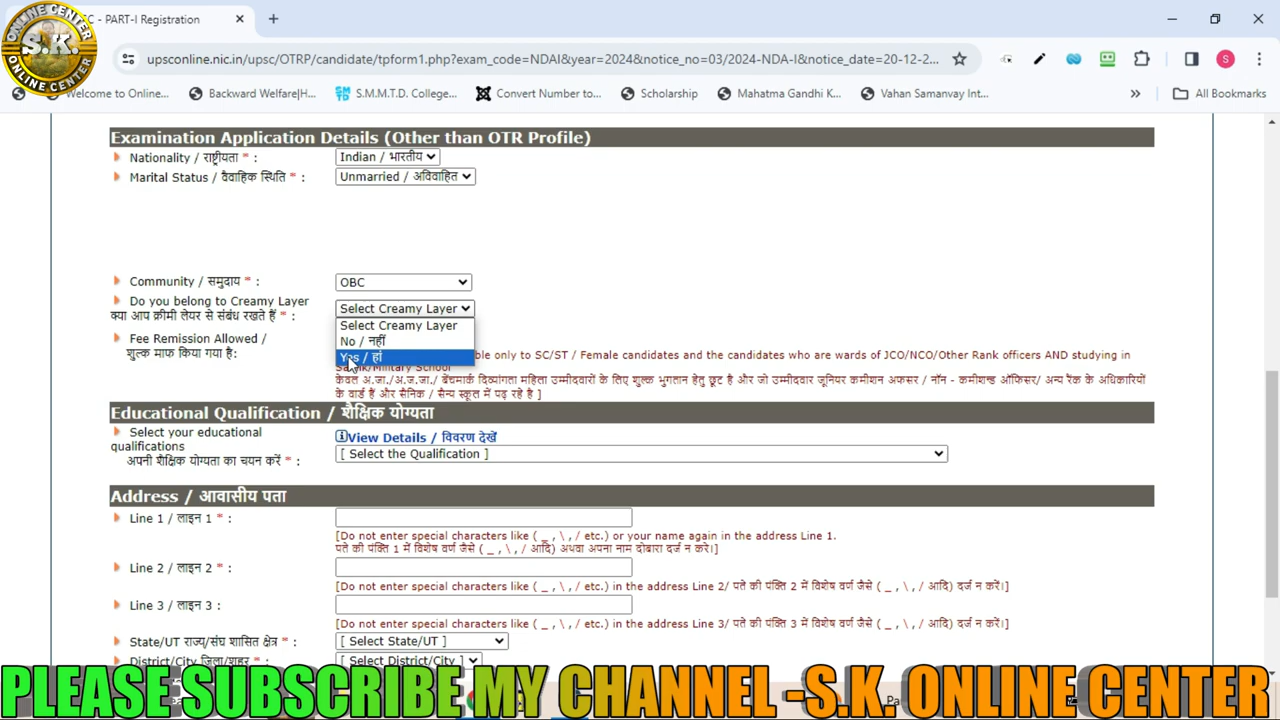 ONLINE CENTER
S.K.
ONLINE CENTER
- PART-I Registration
upsconline.nic.in/upsc/OTRP/candidate/tpform1.php?exam_code=NDAI&year=2024&notice_no=03/2024-NDA-I&notice_date=20-12-2...
S
Welcome to Online...
Backward Welfare|H...
S.M.M.T.D. College...
Convert Number to...
Scholarship
Mahatma Gandhi K...
Vahan Samanvay Int...
»
All Bookmarks
Examination Application Details (Other than OTR Profile)
Nationality / राष्ट्रीयता * :
Indian / भारतीय
Marital Status / वैवाहिक स्थिति * :
Unmarried / अविवाहित
Community / समुदाय * :
OBC
Do you belong to Creamy Layer
क्या आप क्रीमी लेयर से संबंध रखते हैं * :
Select Creamy Layer
Select Creamy Layer
No / नहीं
Yes / हां
Fee Remission Allowed /
शुल्क माफ किया गया है:
only to SC/ST / Female candidates and the candidates who are wards of JCO/NCO/Other Rank officers AND studying in
Military School
केवल अ.जा./अ.ज.जा./ बेंचमार्क दिव्यांगता महिला उम्मीदवारों के लिए शुल्क भुगतान हेतु छूट है और जो उम्मीदवार जूनियर कमीशन अफसर / नॉन - कमीशन्ड ऑफिसर/ अन्य रैंक के अधिकारियों
के वार्ड हैं और सैनिक / सैन्य स्कूल में पढ़ रहे है ]
Educational Qualification / शैक्षिक योग्यता
Select your educational
qualifications
अपनी शैक्षिक योग्यता का चयन करें * :
View Details / विवरण देखें
[ Select the Qualification ]
Address / आवासीय पता
Line 1 / लाइन 1 * :
[Do not enter special characters like ( _ , \ , / etc.) or your name again in the address Line 1.
पते की पंक्ति 1 में विशेष वर्ण जैसे ( _ , \ , / आदि) अथवा अपना नाम दोबारा दर्ज न करे।]
Line 2 / लाइन 2 * :
[Do not enter special characters like ( _ , \ , / etc.) in the address Line 2/ पते की पंक्ति 2 में विशेष वर्ण जैसे ( _ , \ , / आदि) दर्ज न करें।]
Line 3 / लाइन 3 :
[Do not enter special characters like ( _ , \ , / etc.) in the address Line 3/ पते की पंक्ति 3 में विशेष वर्ण जैसे ( _ , \ , / आदि) दर्ज न करें।]
State/UT राज्य/संघ शासित क्षेत्र * :
[ Select State/UT ]
District/City जिला/शहर * :
[ Select District/City ]
PLEASE SUBSCRIBE MY CHANNEL -S.K. ONLINE CENTER